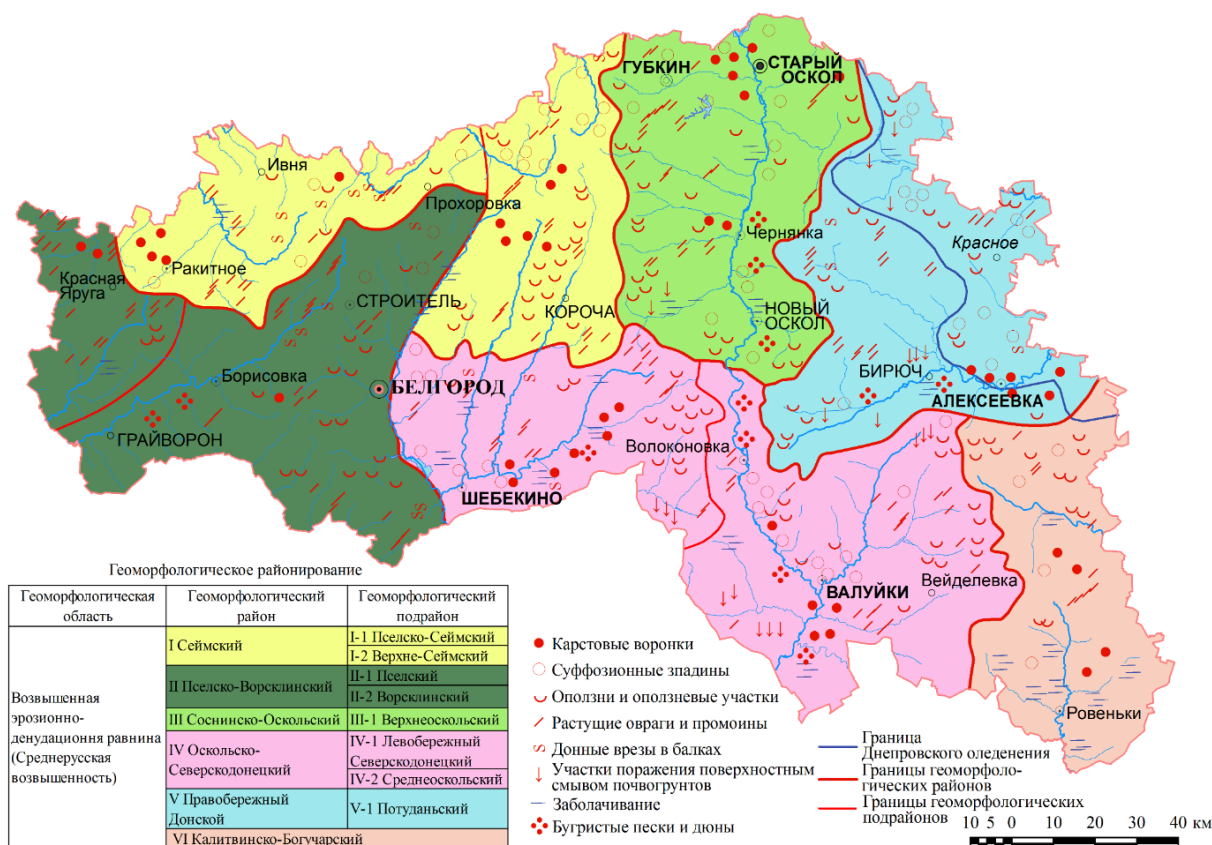 ГУБКИН
СТАРЫЙ
ОСКОЛ
Ивня
Прохоровка
Чернянка
Красное
Ракитное
Красная
Яруга
СТРОИТЕЛЬ
КОРОЧА
НОВЫЙ
ОСКОЛ
БИРЮЧ
Борисовка
БЕЛГОРОД
АЛЕКСЕЕВКА
ГРАЙВОРОН
Волоконовка
ШЕБЕКИНО
ВАЛУЙКИ
Вейделевка
Ровеньки
Геоморфологическое районирование
Геоморфологическая
область
Геоморфологический
район
Геоморфологический
подрайон
Возвышенная
эрозионно-
денудационня равнина
(Среднерусская
возвышенность)
I Сеймский
I-1 Пселско-Сеймский
I-2 Верхне-Сеймский
II Пселско-Ворсклинский
II-1 Пселский
II-2 Ворсклинский
III Соснинско-Оскольский
III-1 Верхнеоскольский
IV Оскольско-
Северскодонецкий
IV-1 Левобережный
Северскодонецкий
IV-2 Среднеоскольский
V Правобережный
Донской
V-1 Потуданьский
VI Калитвинско-Богучарский
Карстовые воронки
Суффозионные зпадины
Оползни и оползневые участки
Растущие овраги и промоины
Донные врезы в балках
Участки поражения поверхностным
смывом почвогрунтов
Заболачивание
Бугристые пески и дюны
Граница
Днепровского оледенения
Границы геоморфоло-
гических районов
Границы геоморфологических
подрайонов
10 5 0 10 20 30 40 км